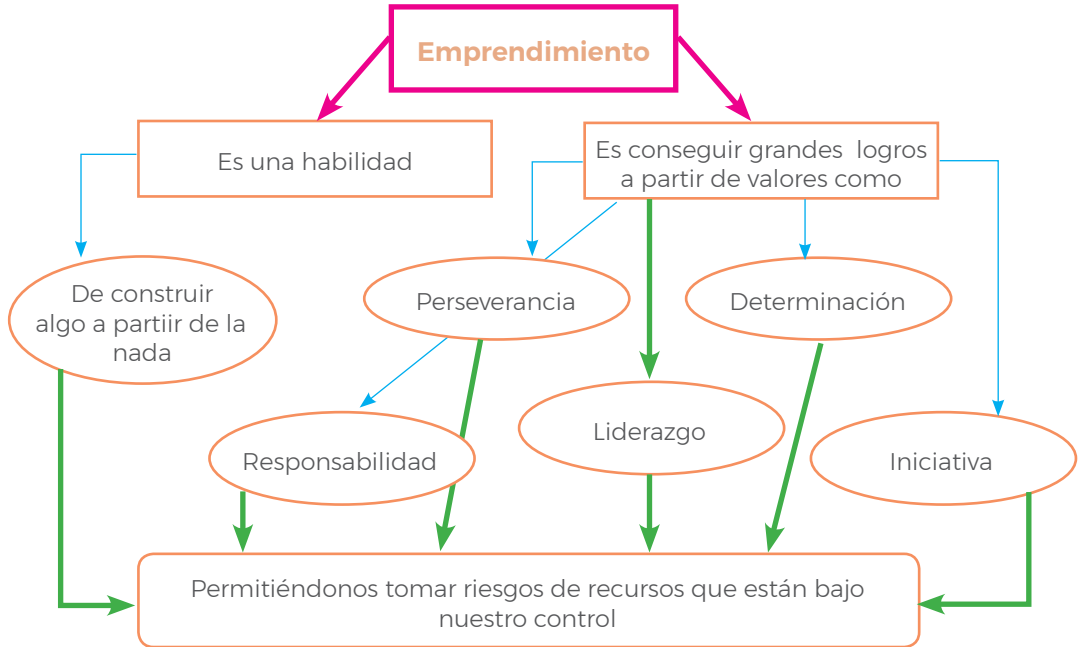 Emprendimiento
Es una habilidad
Es conseguir grandes logros
a partir de valores como
De construir
algo a partiir de la
nada
Perseverancia
Determinación
Responsabilidad
Liderazgo
Iniciativa
Permitiéndonos tomar riesgos de recursos que están bajo
nuestro control